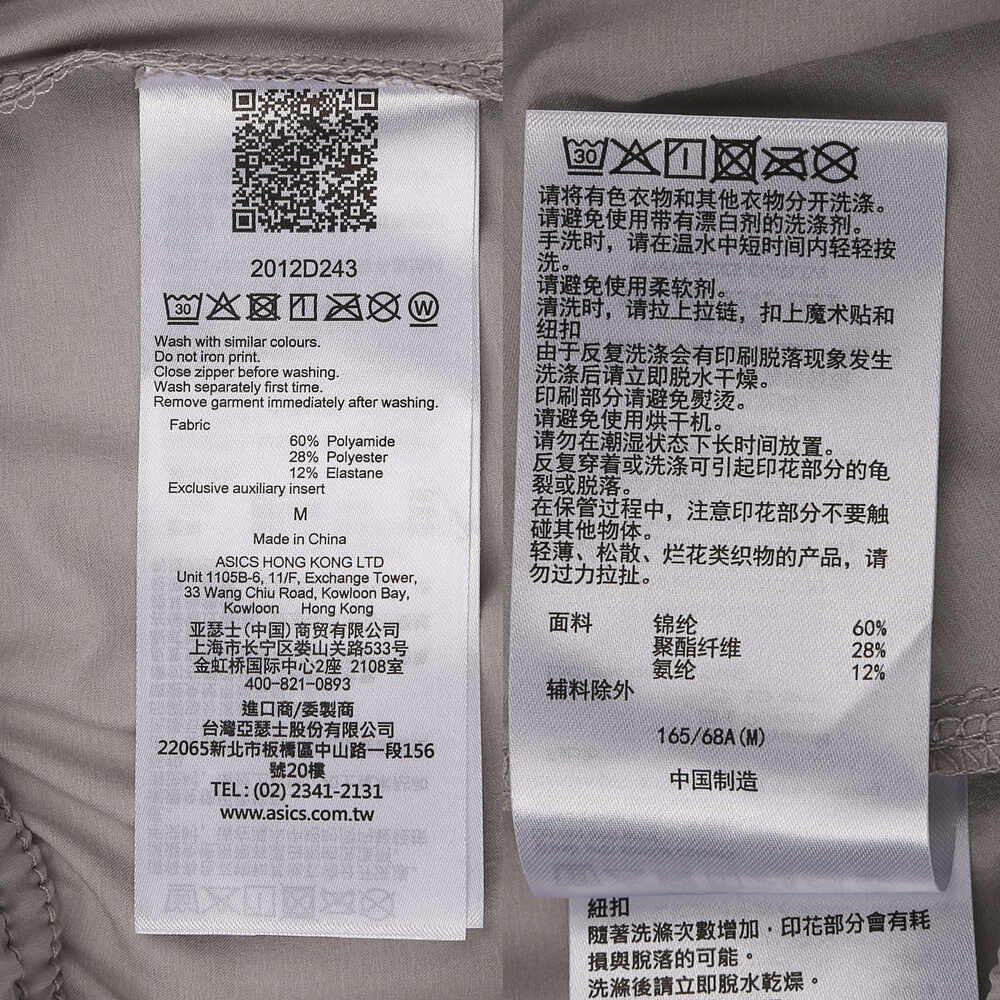 2012D243
30
W
Wash with similar colours.
Do not iron print.
Close zipper before washing.
Wash separately first time.
Remove garment immediately after washing.
Fabric
60% Polyamide
28% Polyester
12% Elastane
Exclusive auxiliary insert
M
Made in China
ASICS HONG KONG LTD
Unit 1105B-6, 11/F, Exchange Tower,
33 Wang Chiu Road, Kowloon Bay,
Kowloon Hong Kong
亚瑟士(中国)商贸有限公司
上海市长宁区娄山关路533号
金虹桥国际中心2座 2108室
400-821-0893
進口商/委製商
台灣亞瑟士股份有限公司
22065新北市板橋區中山路一段156
號20樓
TEL: (02) 2341-2131
www.asics.com.tw
30
请将有色衣物和其他衣物分开洗涤。
请避免使用带有漂白剂的洗涤剂。
手洗时，请在温水中短时间内轻轻按
洗。
请避免使用柔软剂。
清洗时，请拉上拉链，扣上魔术贴和
纽扣
由于反复洗涤会有印刷脱落现象发生
洗涤后请立即脱水干燥。
印刷部分请避免熨烫。
请避免使用烘干机。
请勿在潮湿状态下长时间放置。
反复穿着或洗涤可引起印花部分的龟
裂或脱落。
在保管过程中，注意印花部分不要触
碰其他物体。
轻薄、松散、烂花类织物的产品，请
勿过力拉扯。
面料 锦纶 60%
聚酯纤维 28%
氨纶 12%
辅料除外
165/68A(M)
中国制造
紐扣
隨著洗滌次數增加，印花部分會有耗
損與脫落的可能。
洗滌後請立即脫水乾燥。